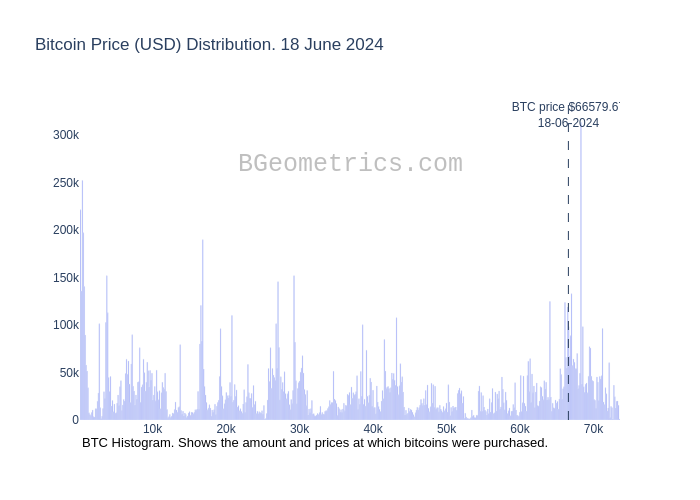 Bitcoin Price (USD) Distribution. 18 June 2024
BTC price $66579.67
18-06-2024
BGeometrics.com
300k
250k
200k
150k
100k
50k
0
10k 20k 30k 40k 50k 60k 70k
BTC Histogram. Shows the amount and prices at which bitcoins were purchased.